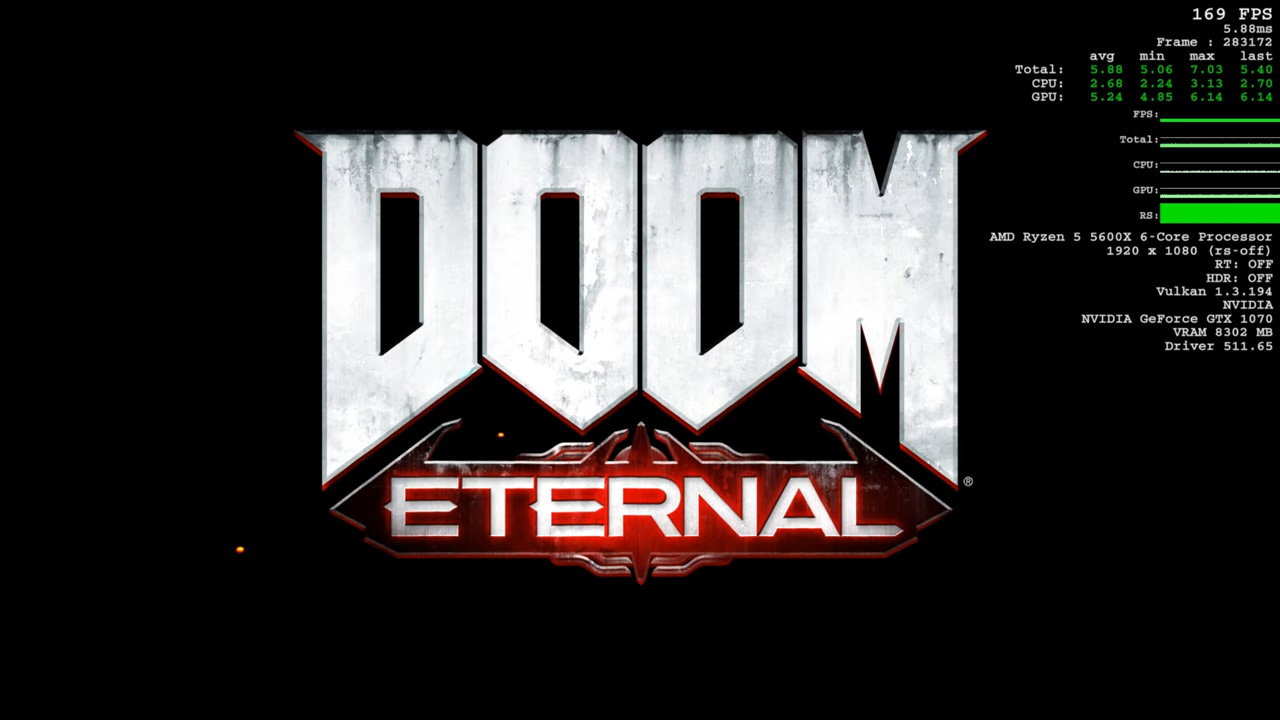 169 FPS
5.88ms
Frame : 283172
avg min max last
Total: 5.88 5.06 7.03 5.40
CPU: 2.68 2.24 3.13 2.70
GPU: 5.24 4.85 6.14 6.14
FPS:
Total:
CPU:
GPU:
RS:
AMD Ryzen 5 5600X 6-Core Processor
1920 x 1080 (rs-off)
RT: OFF
HDR: OFF
Vulkan 1.3.194
NVIDIA
NVIDIA GeForce GTX 1070
VRAM 8302 MB
Driver 511.65
DOOM
ETERNAL ®